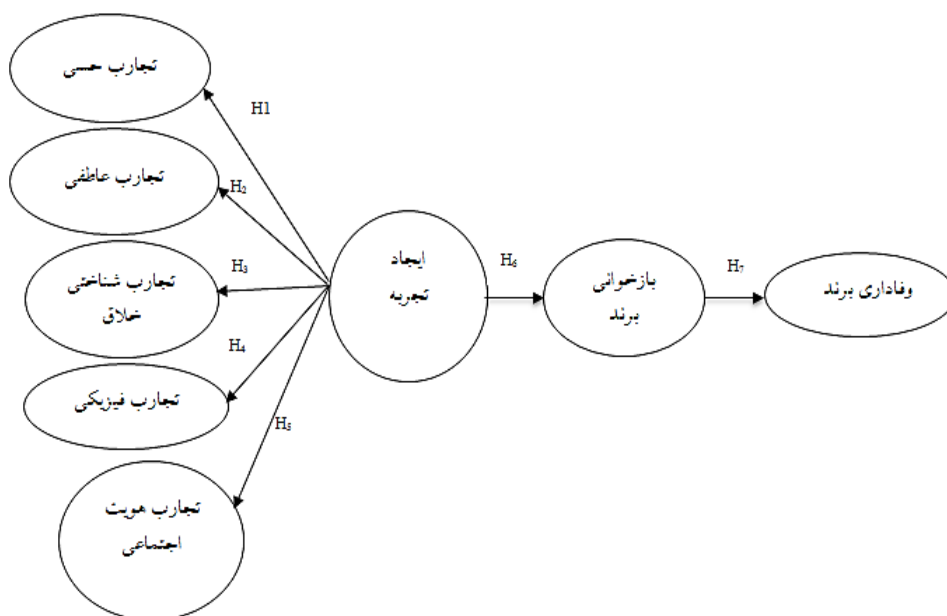 تجارب حسی
H1
تجارب عاطفی
H2
تجارب شناختی
خلاق
H3
تجارب فیزیکی
H4
تجارب هویت
اجتماعی
H5
ایجاد
تجربه
H6
بازخوانی
برند
H7
وفاداری برند